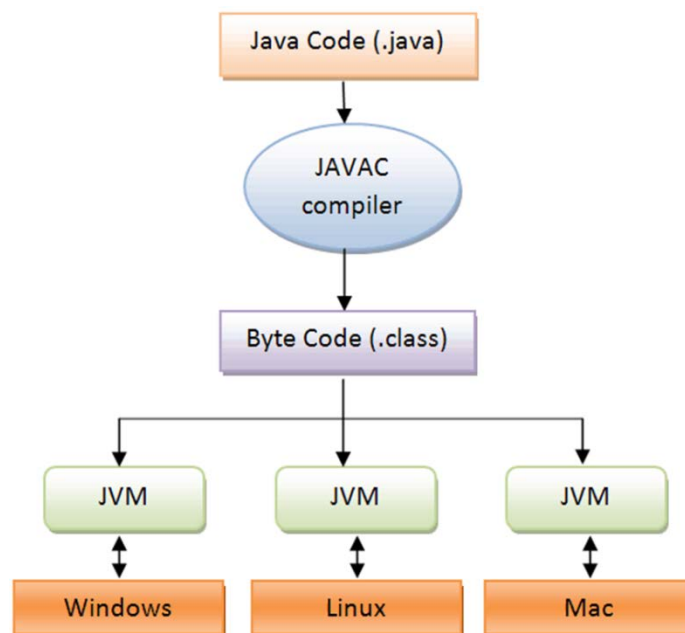 Java Code (.java)
JAVAC
compiler
Byte Code (.class)
JVM
JVM
JVM
Windows
Linux
Mac